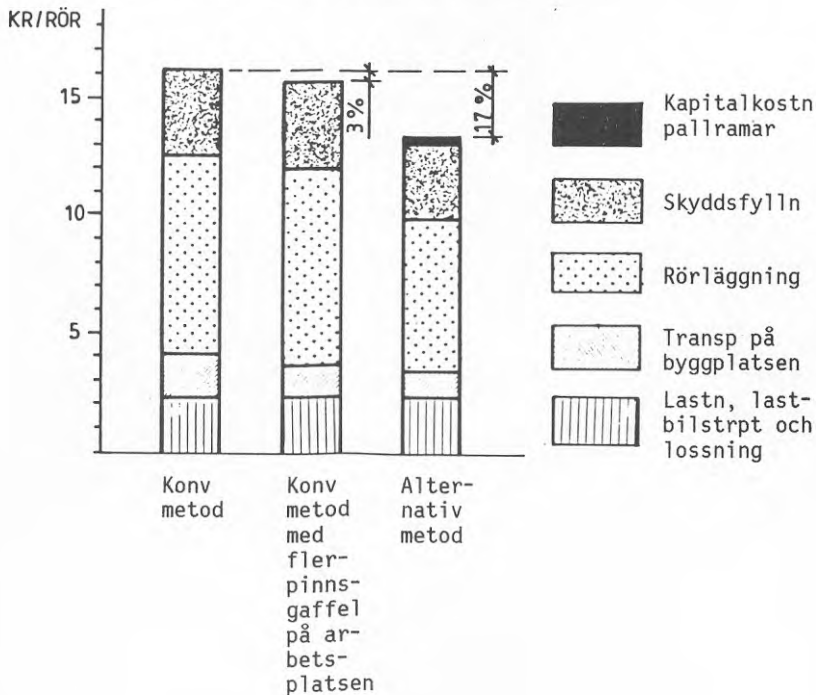 KR/RÖR
15
10
5
3 %
17 %
Kapitalkostn
pallramar
Skyddsfylln
Rörläggning
Transp på
byggplatsen
Lastn, last-
bilstrpt och
lossning
Konv
metod
Konv
metod
med
fler-
pinns-
gaffel
på ar-
bets-
platsen
Alter-
nativ
metod